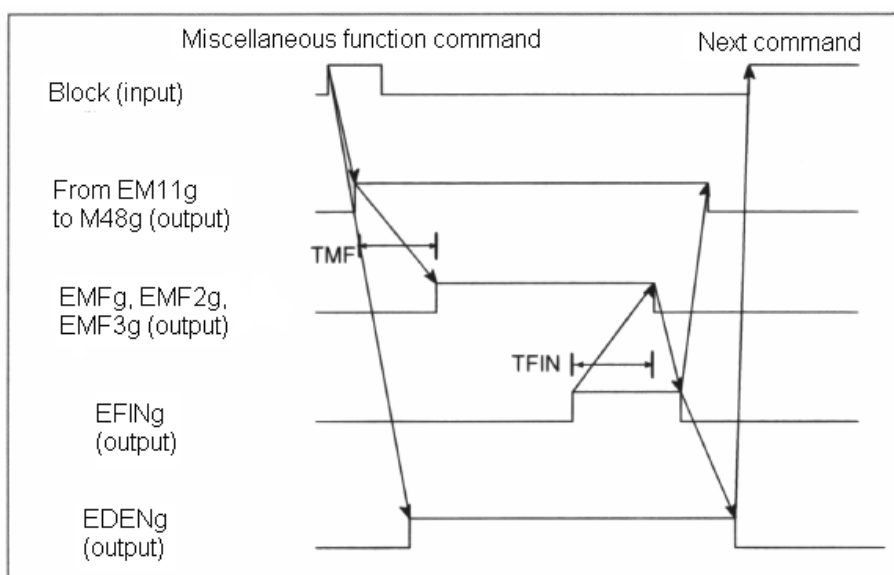 Miscellaneous function command
Next command
Block (input)
From EM11g
to M48g (output)
TMF
EMFg, EMF2g,
EMF3g (output)
TFIN
EFINg
(output)
EDENg
(output)